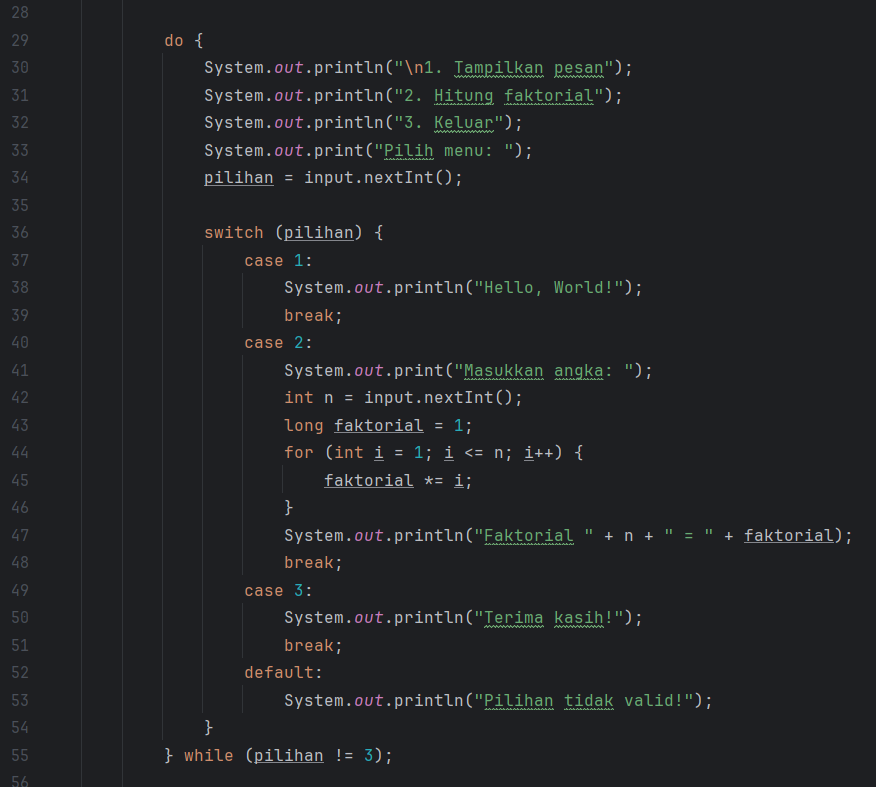 28
29 do {
30 System.out.println("\n1. Tampilkan pesan");
31 System.out.println("2. Hitung faktorial");
32 System.out.println("3. Keluar");
33 System.out.print("Pilih menu: ");
34 pilihan = input.nextInt();
35
36 switch (pilihan) {
37 case 1:
38 System.out.println("Hello, World!");
39 break;
40 case 2:
41 System.out.print("Masukkan angka: ");
42 int n = input.nextInt();
43 long faktorial = 1;
44 for (int i = 1; i <= n; i++) {
45 faktorial *= i;
46 }
47 System.out.println("Faktorial " + n + " = " + faktorial);
48 break;
49 case 3:
50 System.out.println("Terima kasih!");
51 break;
52 default:
53 System.out.println("Pilihan tidak valid!");
54 }
55 } while (pilihan != 3);
56